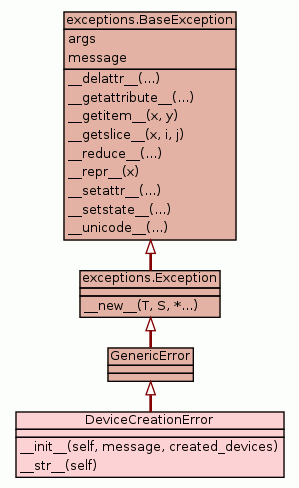 exceptions.BaseException
args
message
__delattr__(...)
__getattribute__(...)
__getitem__(x, y)
__getslice__(x, i, j)
__reduce__(...)
__repr__(x)
__setattr__(...)
__setstate__(...)
__unicode__(...)
exceptions.Exception
__new__(T, S, *...)
GenericError
DeviceCreationError
__init__(self, message, created_devices)
__str__(self)